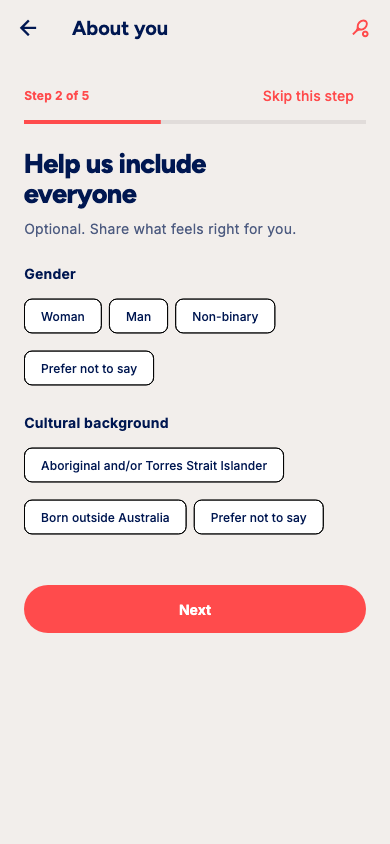 About you
Step 2 of 5
Skip this step
Help us include
everyone
Optional. Share what feels right for you.
Gender
Woman
Man
Non-binary
Prefer not to say
Cultural background
Aboriginal and/or Torres Strait Islander
Born outside Australia
Prefer not to say
Next